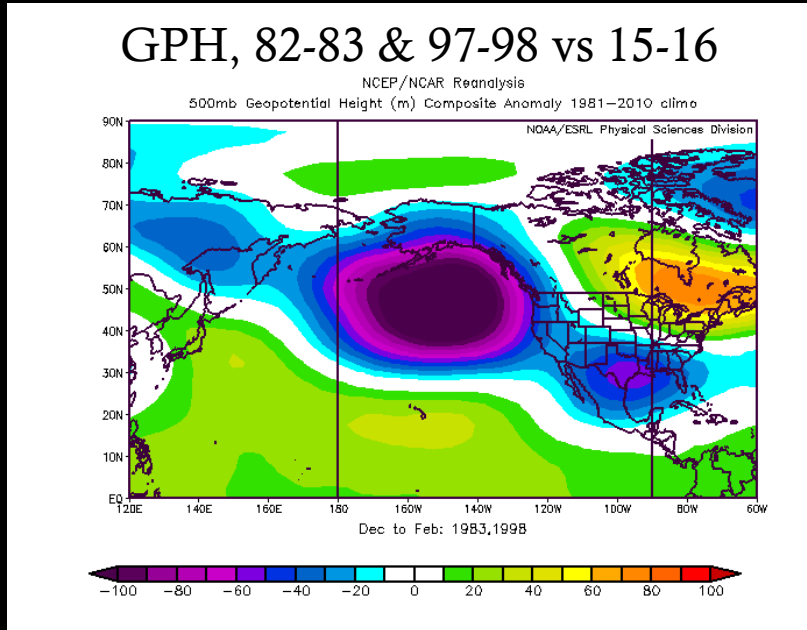 GPH, 82-83 & 97-98 vs 15-16
NCEP/NCAR Reanalysis
500mb Geopotential Height (m) Composite Anomaly 1981-2010 climo
NOAA/ESRL Physical Sciences Division
90N
80N
70N
60N
50N
40N
30N
20N
10N
EQ
120E 140E 160E 180 160W 140W 120W 100W 80W 60W
Dec to Feb: 1983,1998
-100 -80 -60 -40 -20 0 20 40 60 80 100